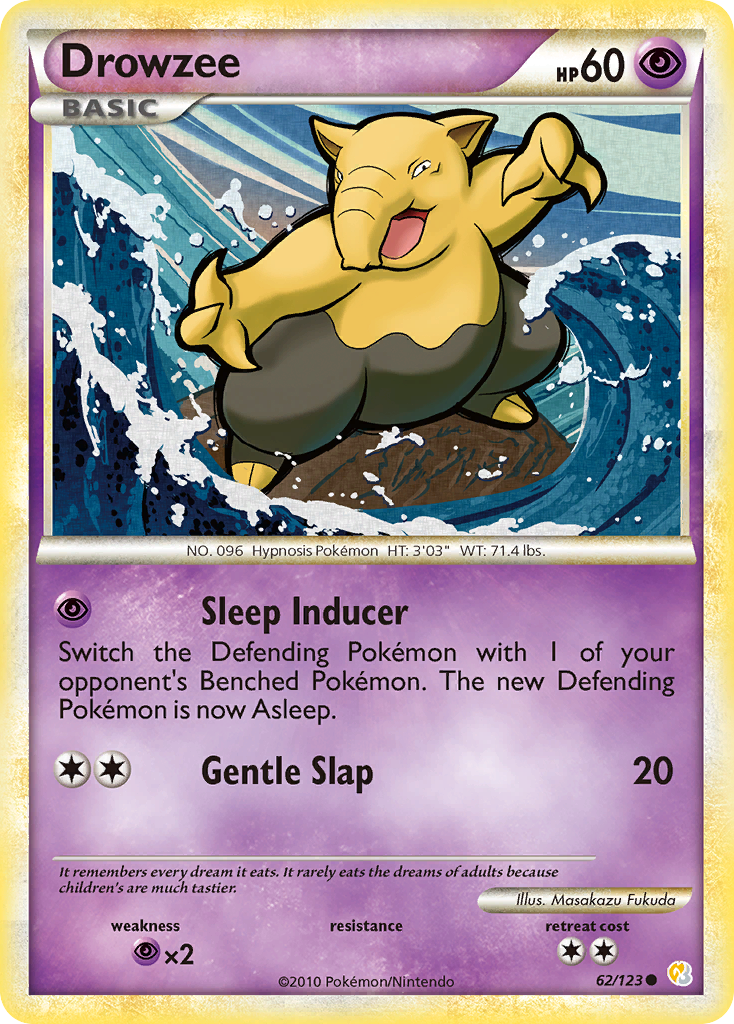 Drowzee
HP60
BASIC
NO. 096 Hypnosis Pokémon HT: 3'03" WT: 71.4 lbs.
Sleep Inducer
Switch the Defending Pokémon with 1 of your
opponent's Benched Pokémon. The new Defending
Pokémon is now Asleep.
Gentle Slap 20
It remembers every dream it eats. It rarely eats the dreams of adults because
children's are much tastier.
Illus. Masakazu Fukuda
weakness resistance retreat cost
×2
©2010 Pokémon/Nintendo 62/123